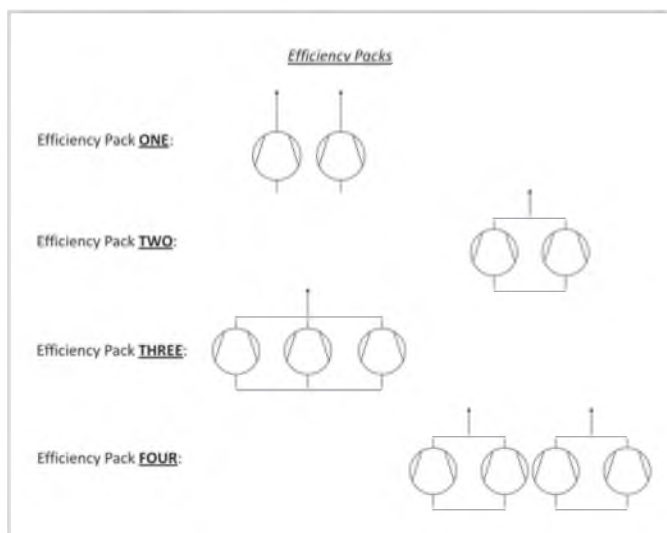 Efficiency Packs
Efficiency Pack ONE:
Efficiency Pack TWO:
Efficiency Pack THREE:
Efficiency Pack FOUR: